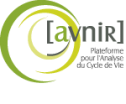 [avnir]
Plateforme
pour l'Analyse
du Cycle de Vie